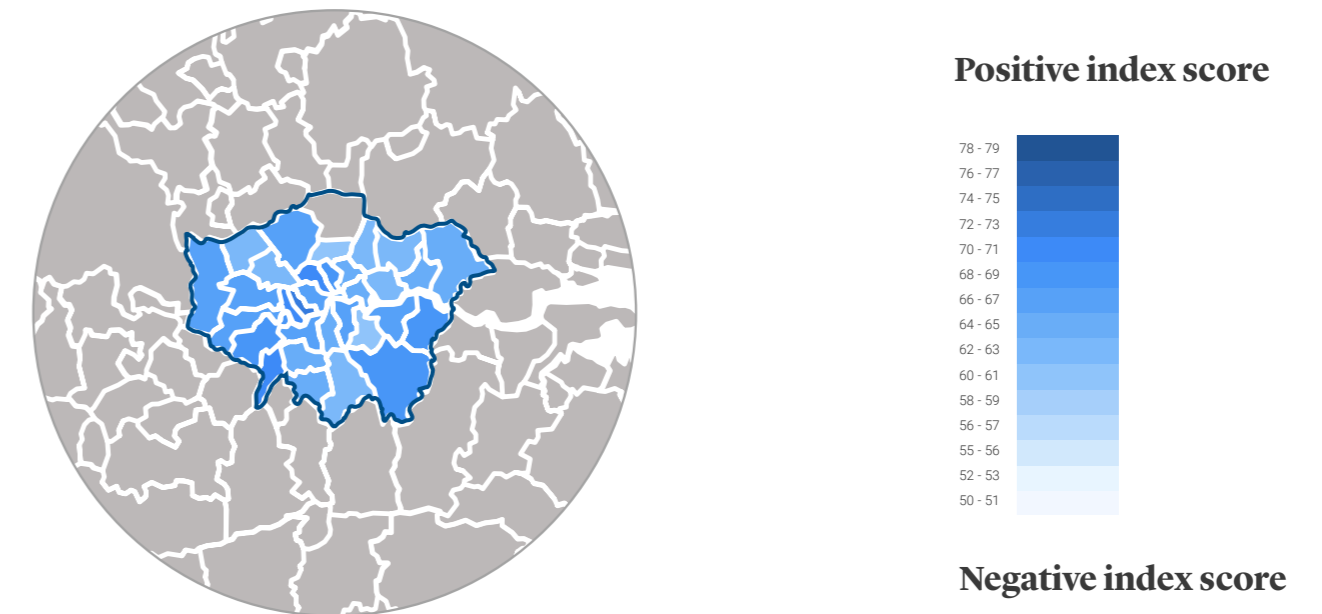 Positive index score
78 - 79
76 - 77
74 - 75
72 - 73
70 - 71
68 - 69
66 - 67
64 - 65
62 - 63
60 - 61
58 - 59
56 - 57
55 - 56
52 - 53
50 - 51
Negative index score